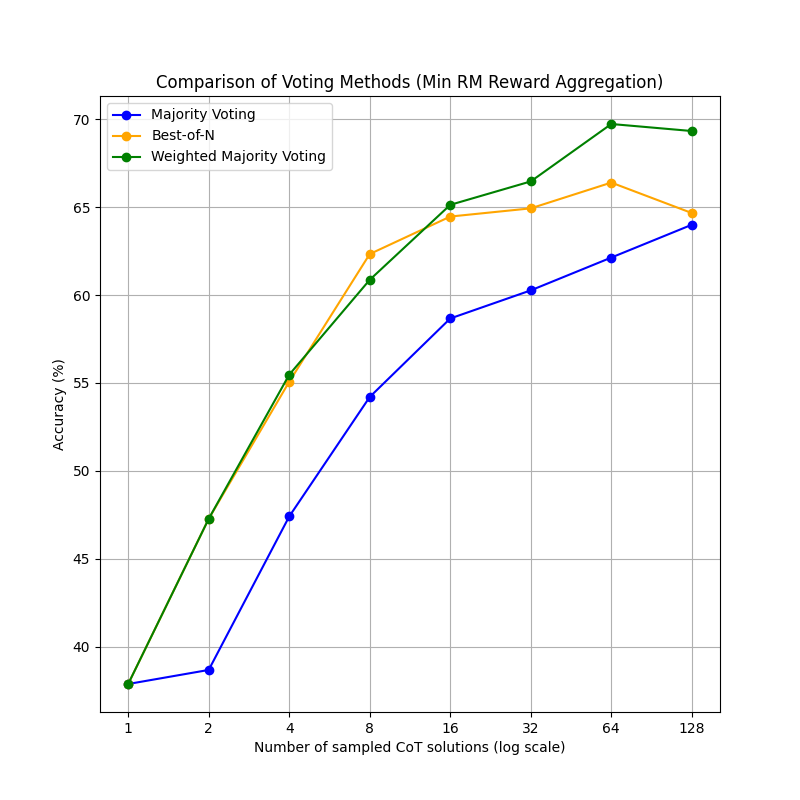 Comparison of Voting Methods (Min RM Reward Aggregation)
Majority Voting
Best-of-N
Weighted Majority Voting
Accuracy (%)
70
65
60
55
50
45
40
1 2 4 8 16 32 64 128
Number of sampled CoT solutions (log scale)